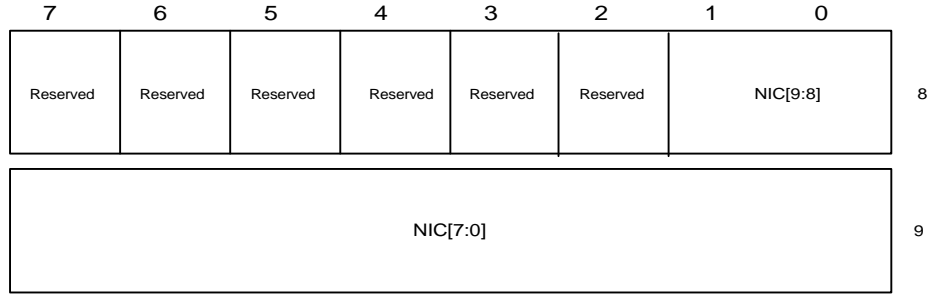 7 6 5 4 3 2 1 0
Reserved Reserved Reserved Reserved Reserved Reserved NIC[9:8] 8
NIC[7:0] 9